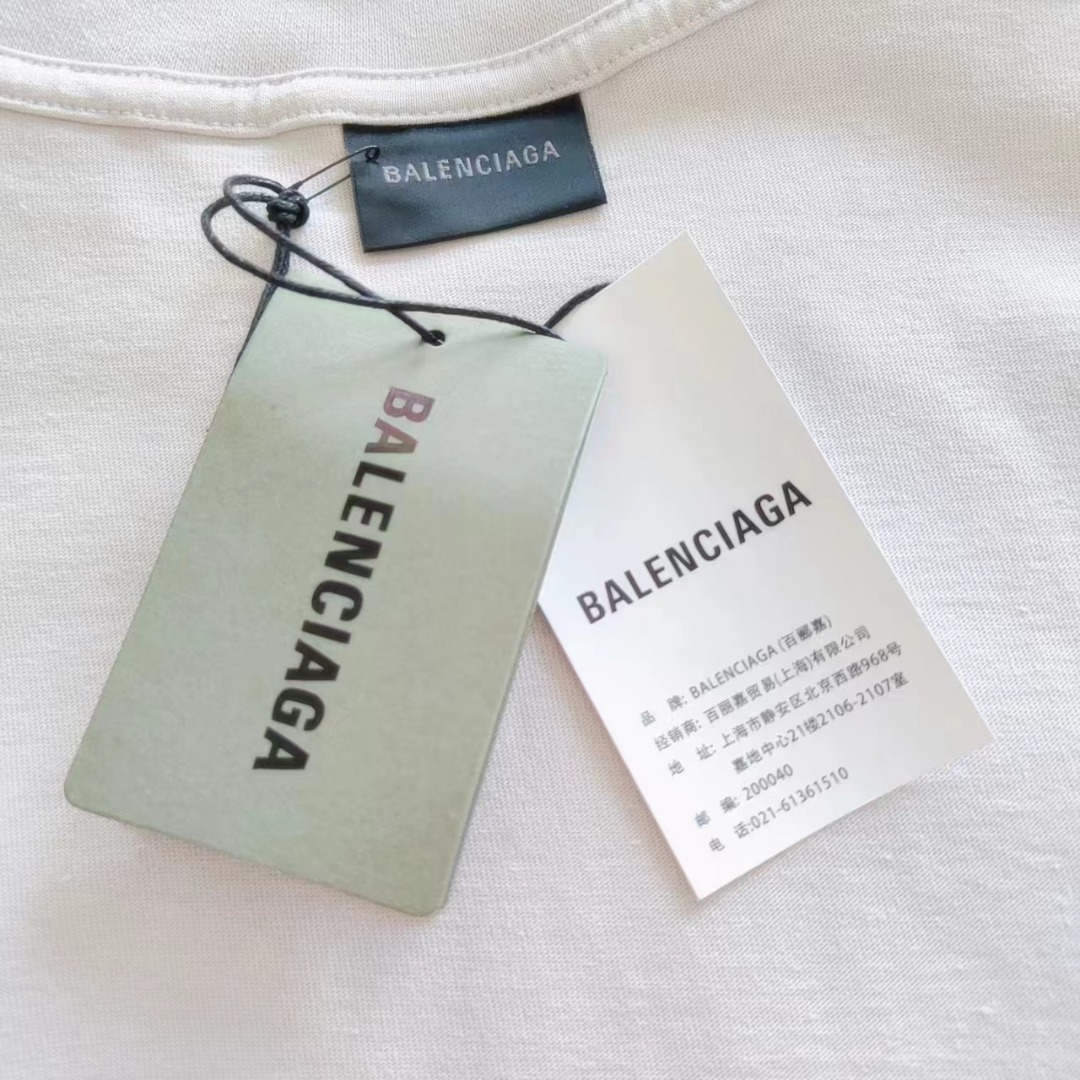 BALENCIAGA
BALENCIAGA
BALENCIAGA
品 牌: BALENCIAGA (百郦嘉)
经销商: 百丽嘉贸易(上海)有限公司
地 址: 上海市静安区北京西路968号
嘉地中心21楼2106-2107室
邮 编: 200040
电 话:021-61361510